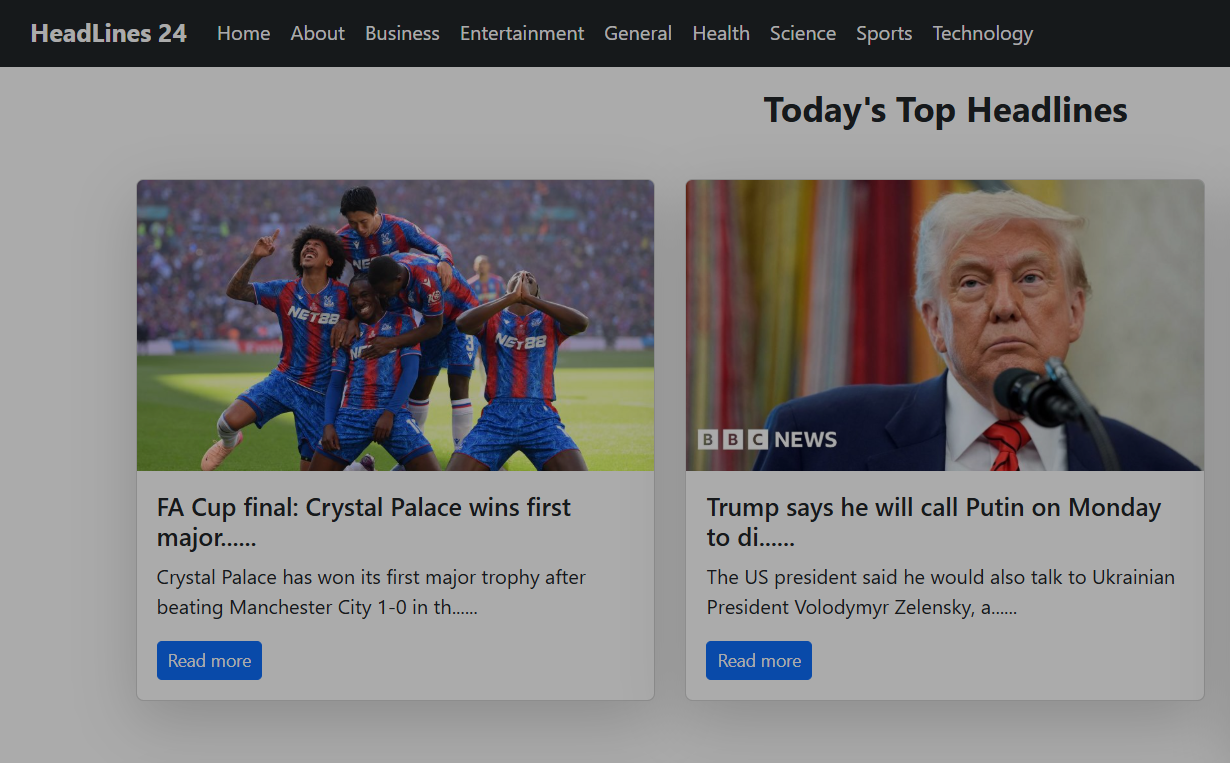 HeadLines 24 Home About Business Entertainment General Health Science Sports Technology
Today's Top Headlines
NET88
NET88
3
BBC NEWS
FA Cup final: Crystal Palace wins first
major......
Crystal Palace has won its first major trophy after
beating Manchester City 1-0 in th......
Read more
Trump says he will call Putin on Monday
to di......
The US president said he would also talk to Ukrainian
President Volodymyr Zelensky, a......
Read more